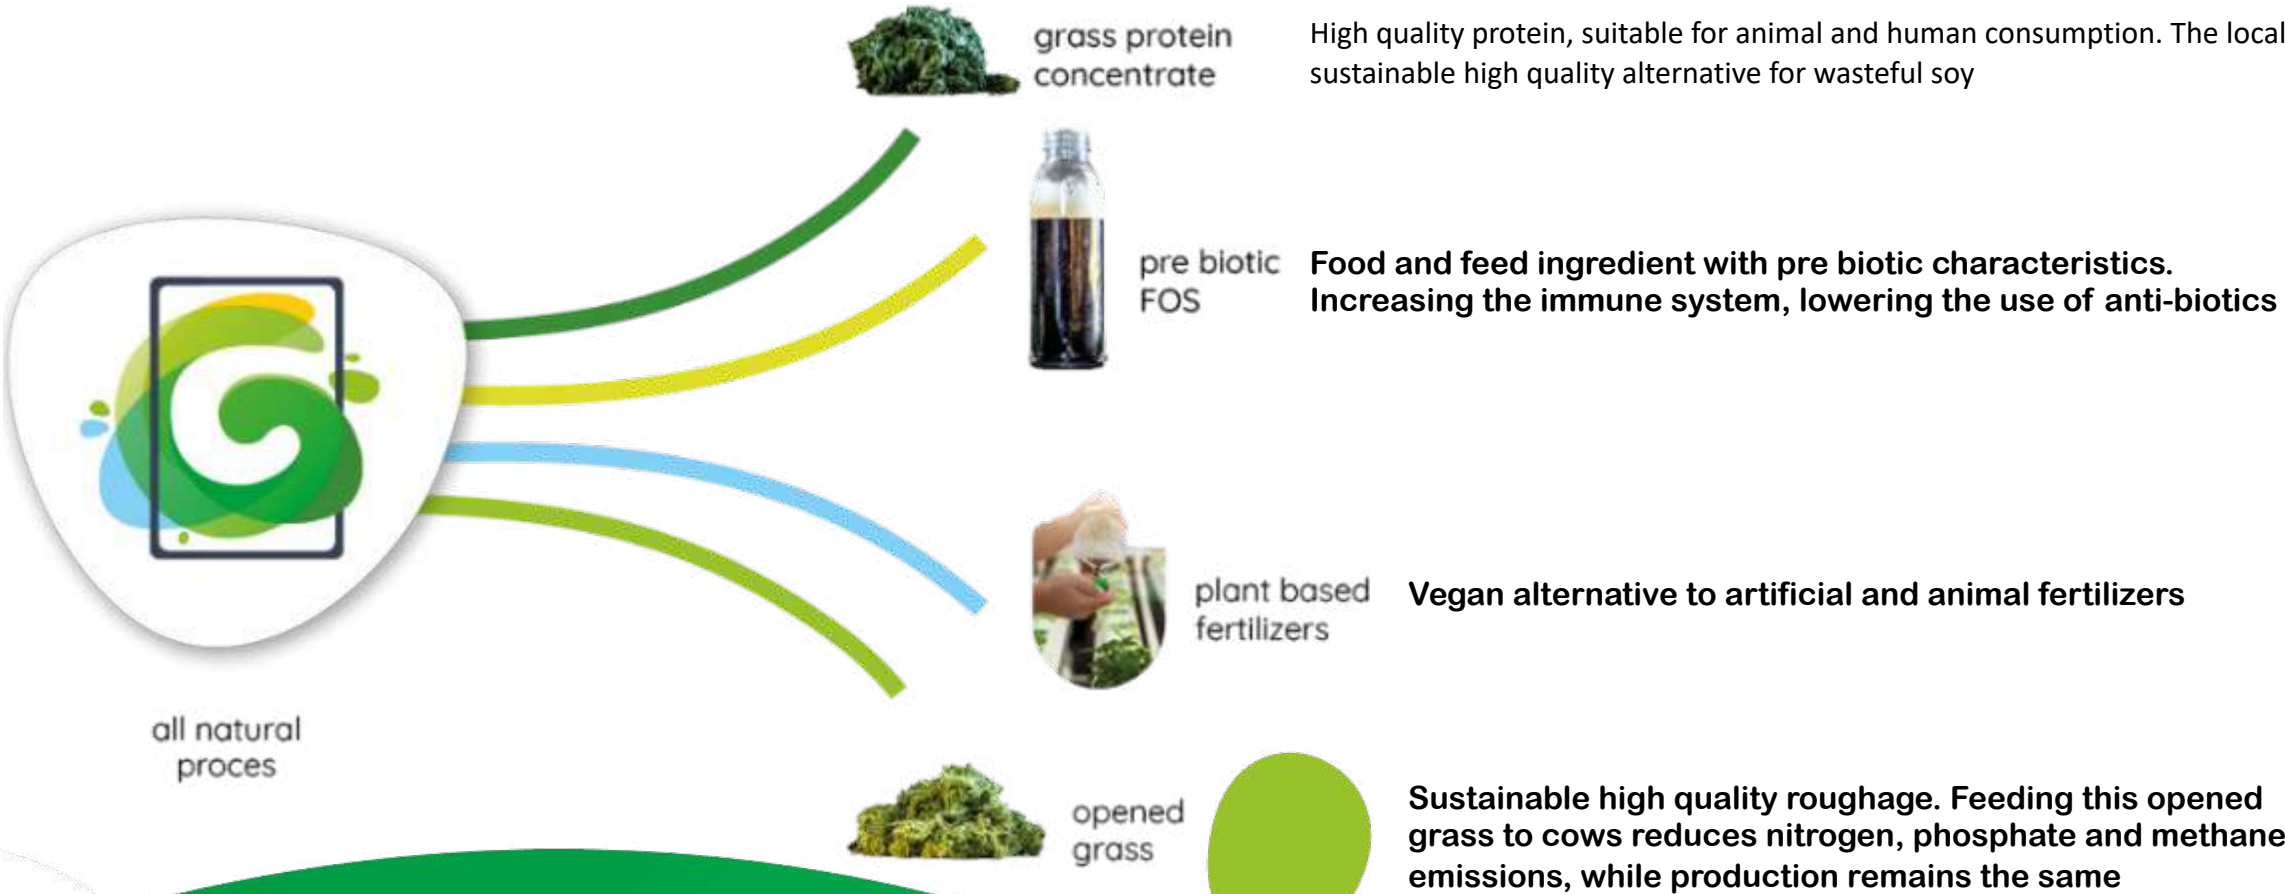 grass protein
concentrate
High quality protein, suitable for animal and human consumption. The local
sustainable high quality alternative for wasteful soy
pre biotic
FOS
Food and feed ingredient with pre biotic characteristics.
Increasing the immune system, lowering the use of anti-biotics
plant based
fertilizers
Vegan alternative to artificial and animal fertilizers
all natural
proces
opened
grass
Sustainable high quality roughage. Feeding this opened
grass to cows reduces nitrogen, phosphate and methane
emissions, while production remains the same